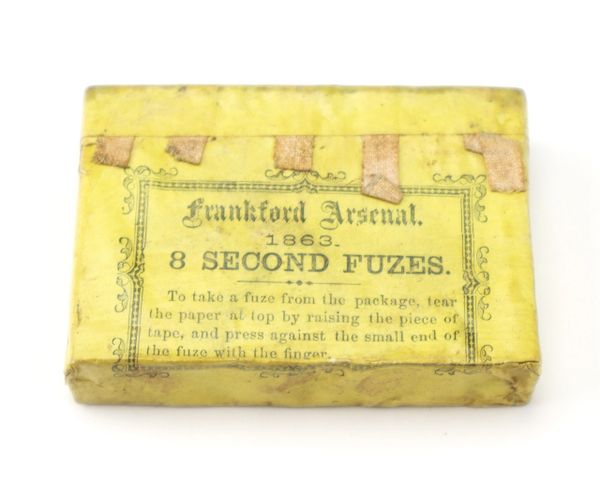 Frankford Arsenal.
1863.
8 SECOND FUZES.
To take a fuze from the package, tear
the paper at top by raising the piece of
tape, and press against the small end of
the fuze with the finger.